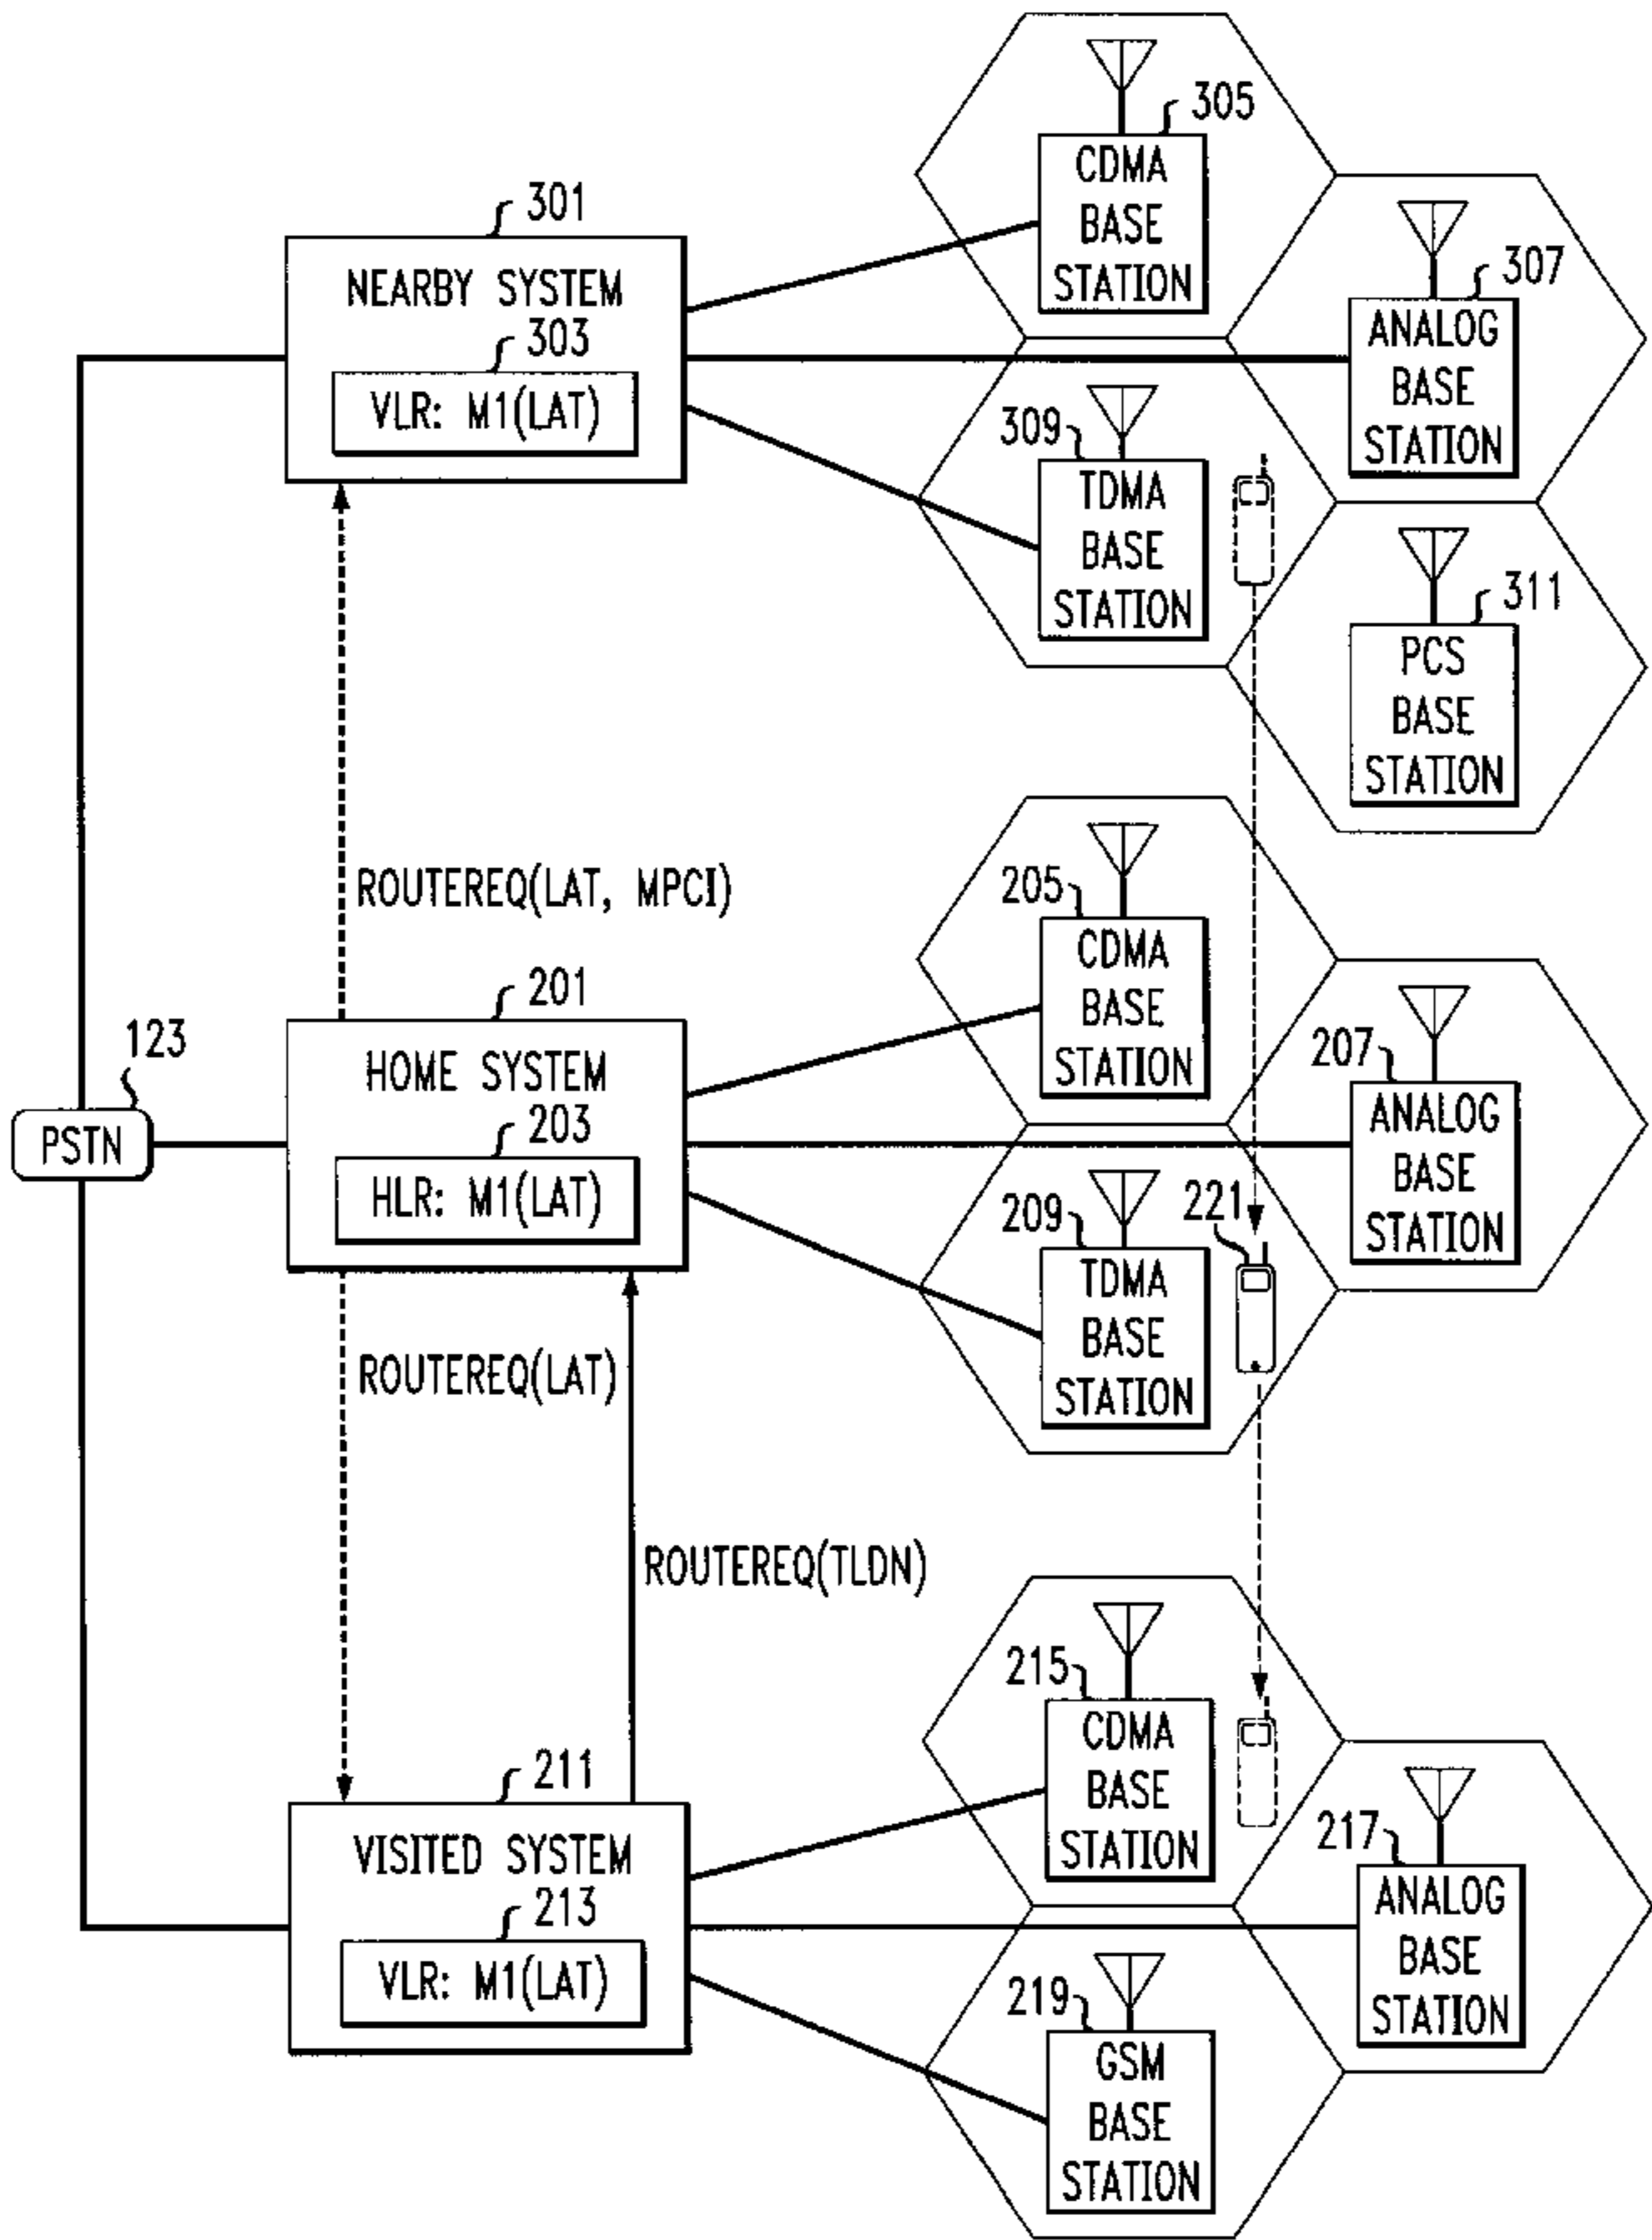 305
CDMA
BASE
STATION
301
NEARBY SYSTEM
303
VLR: M1(LAT)
307
ANALOG
BASE
STATION
309
TDMA
BASE
STATION
311
PCS
BASE
STATION
ROUTEREQ(LAT, MPCI)
205
CDMA
BASE
STATION
201
HOME SYSTEM
203
HLR: M1(LAT)
123
PSTN
207
ANALOG
BASE
STATION
209
TDMA
BASE
STATION
221
ROUTEREQ(LAT)
ROUTEREQ(TLDN)
215
CDMA
BASE
STATION
211
VISITED SYSTEM
213
VLR: M1(LAT)
217
ANALOG
BASE
STATION
219
GSM
BASE
STATION